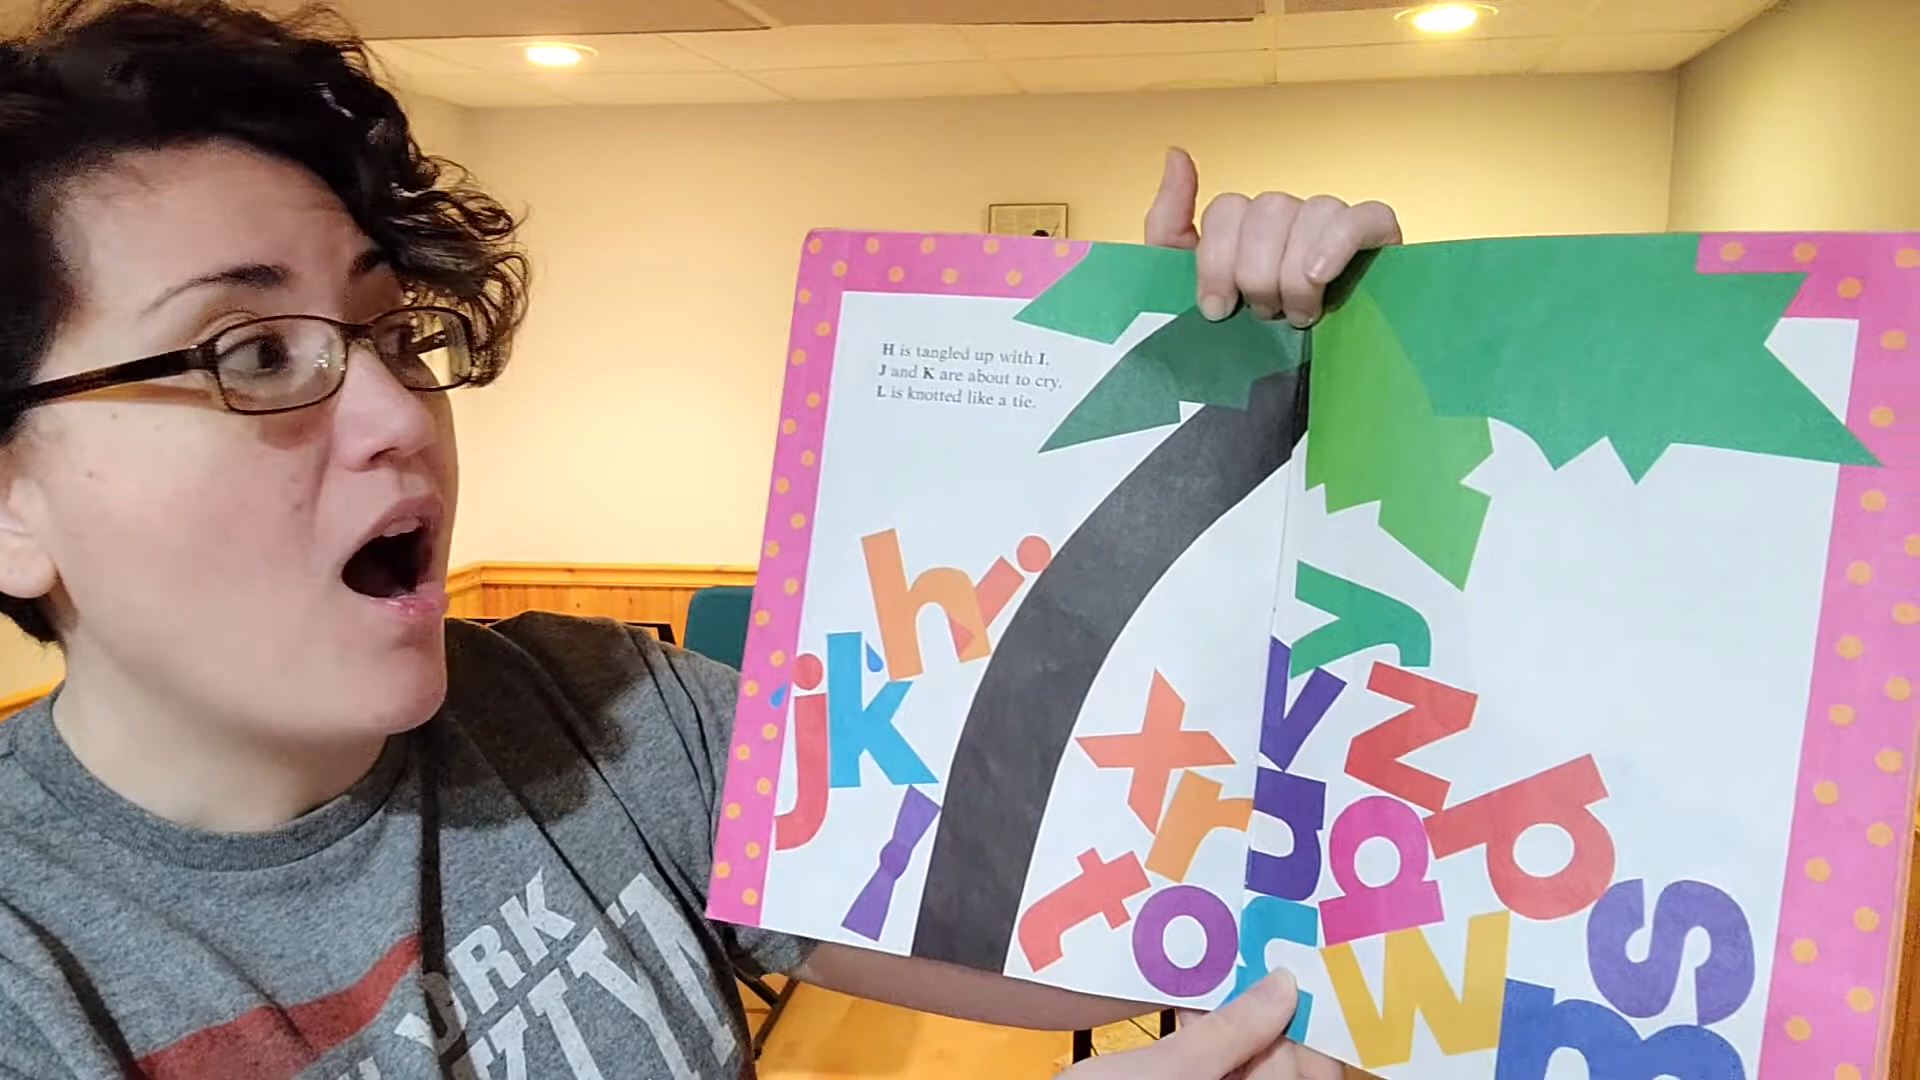 H is tangled up with I.
J and K are about to cry.
L is knotted like a tie.
h i
j k
l
y
x v z
r u q p
t o n w s
m